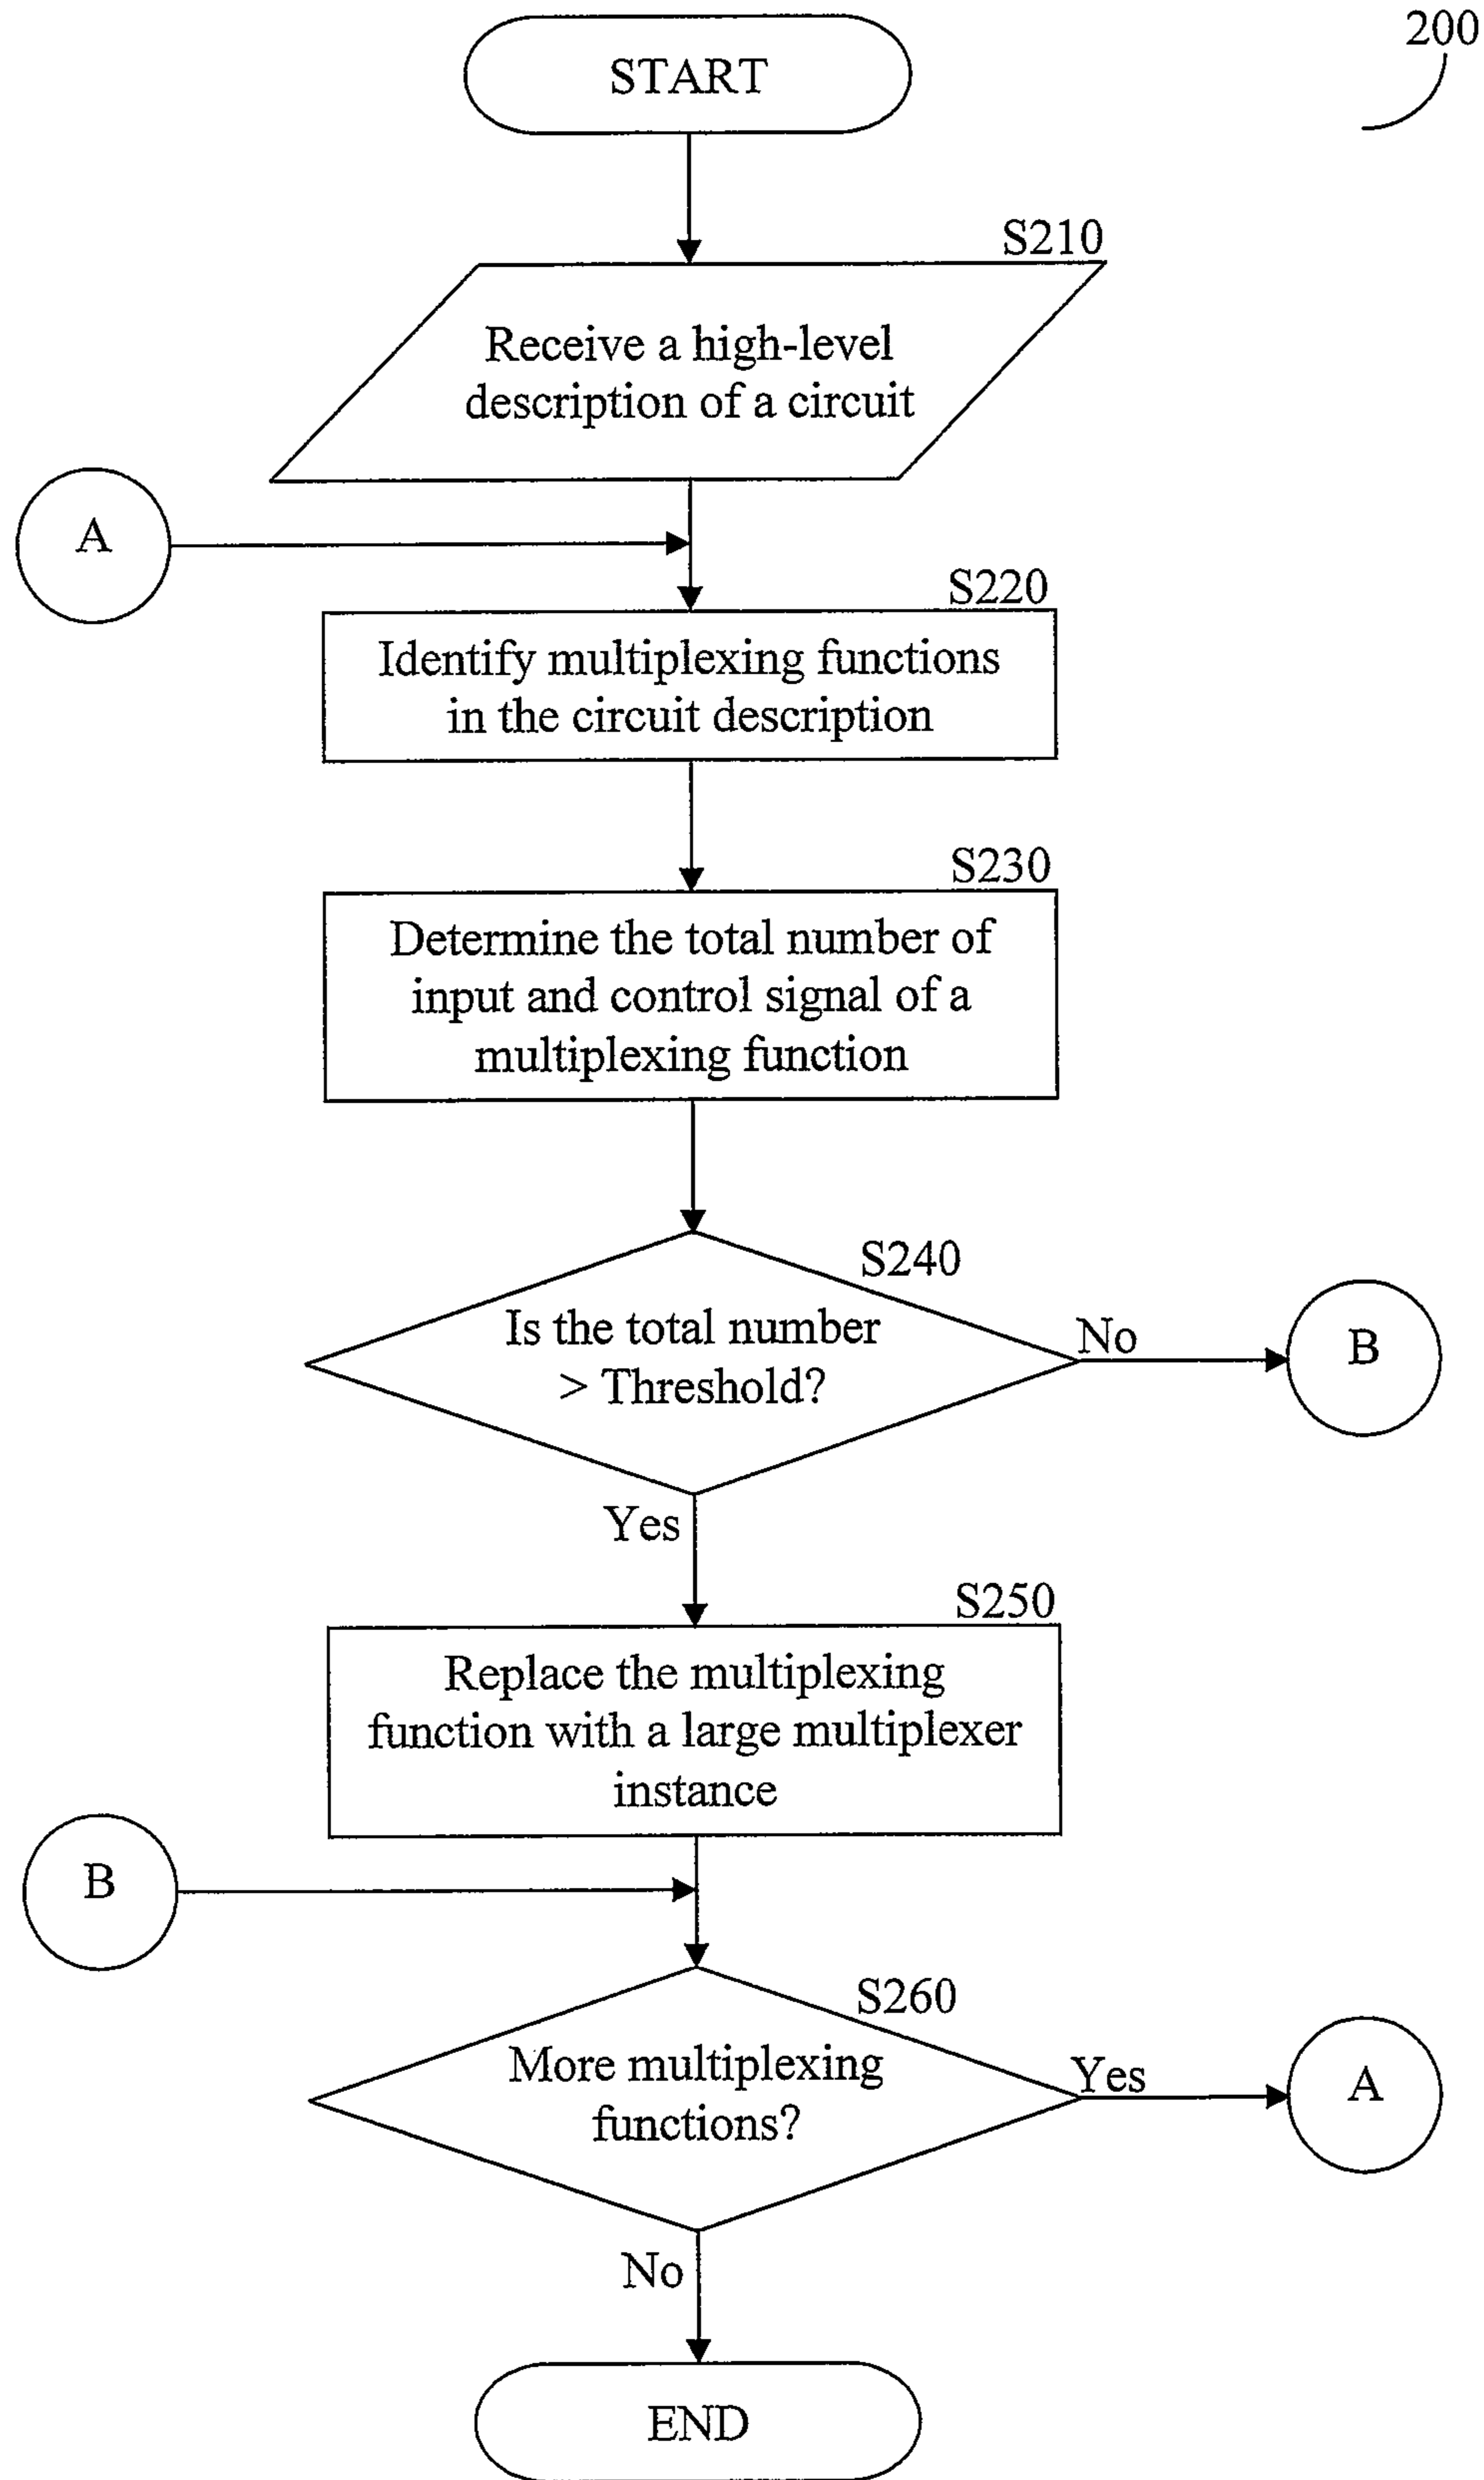 200
START
S210
Receive a high-level
description of a circuit
A
S220
Identify multiplexing functions
in the circuit description
S230
Determine the total number of
input and control signal of a
multiplexing function
S240
Is the total number
> Threshold?
No
B
Yes
S250
Replace the multiplexing
function with a large multiplexer
instance
B
S260
More multiplexing
functions?
Yes
A
No
END